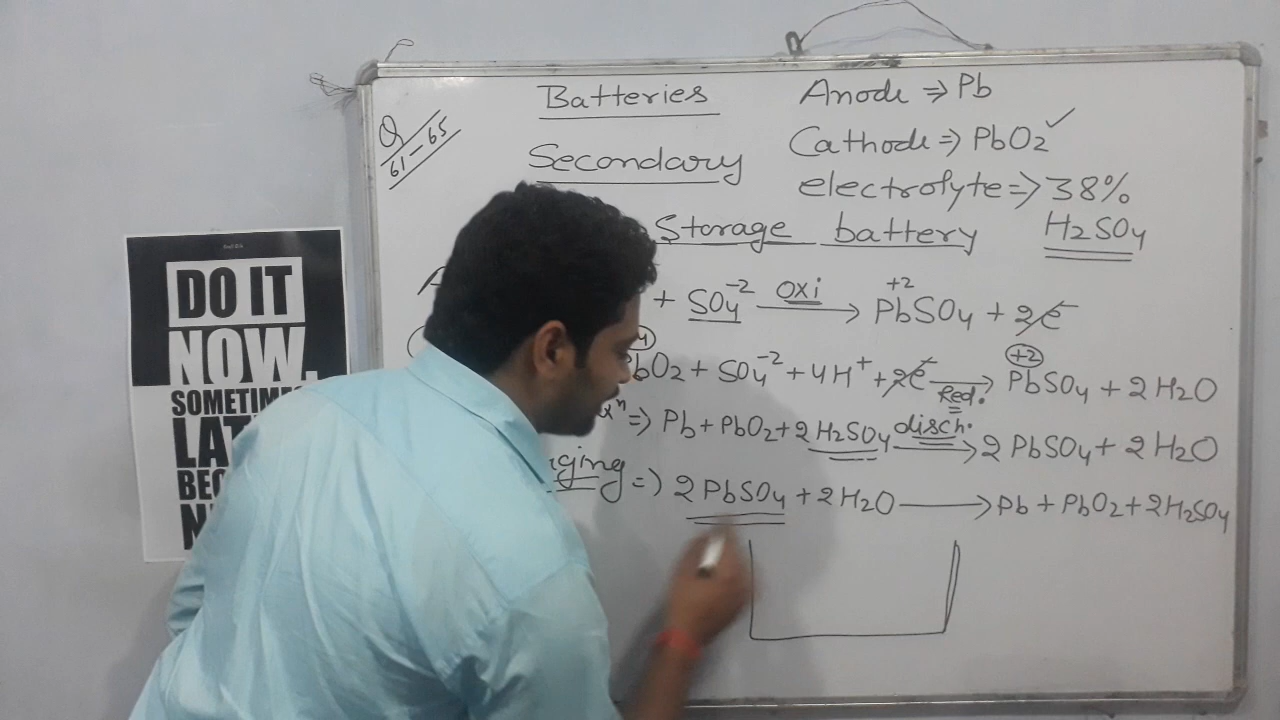 Q
61-65
Batteries
Secondary
Storage battery
Anode ⇒ Pb
Cathode ⇒ PbO2 ✓
electrolyte ⇒ 38%
H2SO4
+ SO4-2 oxi → +2 PbSO4 + 2e-
bO2 + SO4-2 + 4H+ + 2e- Red. → +2 PbSO4 + 2H2O
xn ⇒ Pb + PbO2 + 2H2SO4 disch. → 2PbSO4 + 2H2O
ging ⇒ 2PbSO4 + 2H2O → Pb + PbO2 + 2H2SO4
DO IT
NOW.
SOMETIM
LAT
BEC
N